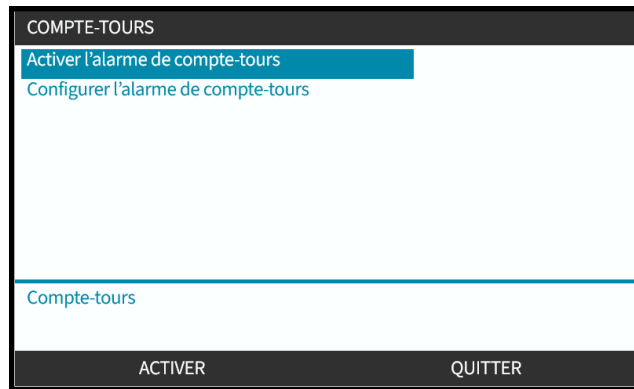 COMPTE-TOURS
Activer l’alarme de compte-tours
Configurer l’alarme de compte-tours
Compte-tours
ACTIVER QUITTER